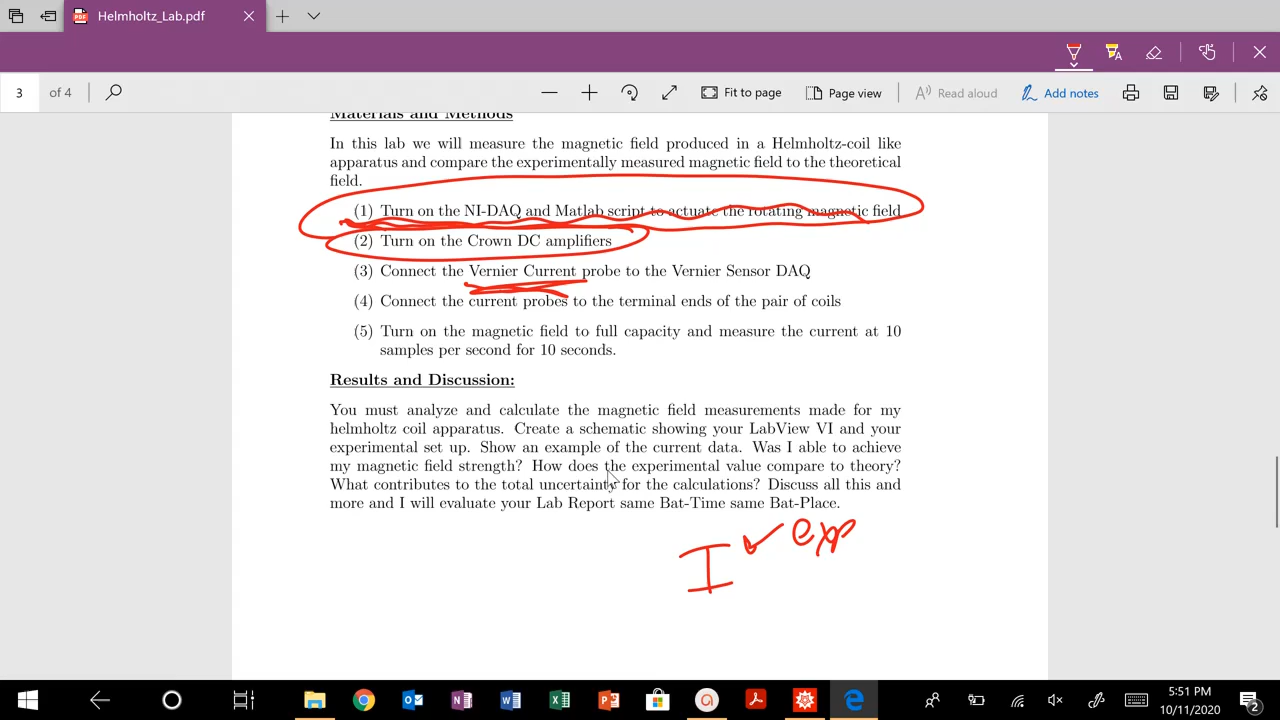 Helmholtz_Lab.pdf
3 of 4
Fit to page
Page view
Read aloud
Add notes
Materials and Methods
In this lab we will measure the magnetic field produced in a Helmholtz-coil like
apparatus and compare the experimentally measured magnetic field to the theoretical
field.
(1) Turn on the NI-DAQ and Matlab script to actuate the rotating magnetic field
(2) Turn on the Crown DC amplifiers
(3) Connect the Vernier Current probe to the Vernier Sensor DAQ
(4) Connect the current probes to the terminal ends of the pair of coils
(5) Turn on the magnetic field to full capacity and measure the current at 10
samples per second for 10 seconds.
Results and Discussion:
You must analyze and calculate the magnetic field measurements made for my
helmholtz coil apparatus. Create a schematic showing your LabView VI and your
experimental set up. Show an example of the current data. Was I able to achieve
my magnetic field strength? How does the experimental value compare to theory?
What contributes to the total uncertainty for the calculations? Discuss all this and
more and I will evaluate your Lab Report same Bat-Time same Bat-Place.
I exp
5:51 PM
10/11/2020
2